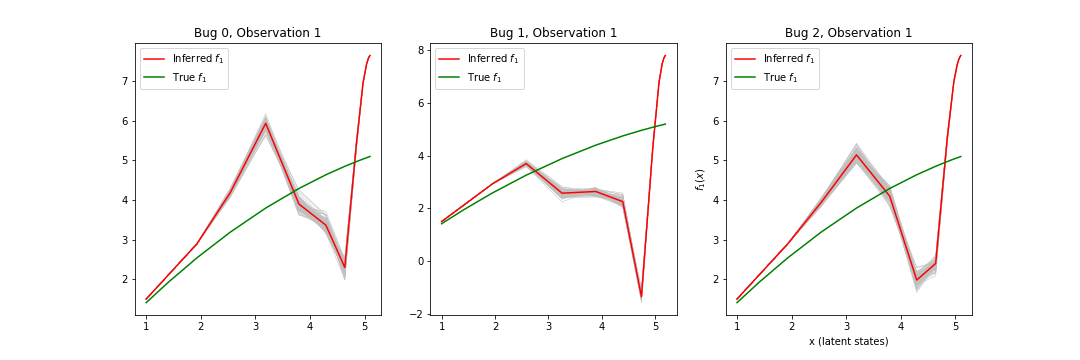 Bug 0, Observation 1
Inferred f₁
True f₁
7
6
5
4
3
2
1 2 3 4 5
Bug 1, Observation 1
Inferred f₁
True f₁
8
6
4
2
0
−2
1 2 3 4 5
Bug 2, Observation 1
Inferred f₁
True f₁
f₁(x)
7
6
5
4
3
2
1 2 3 4 5
x (latent states)